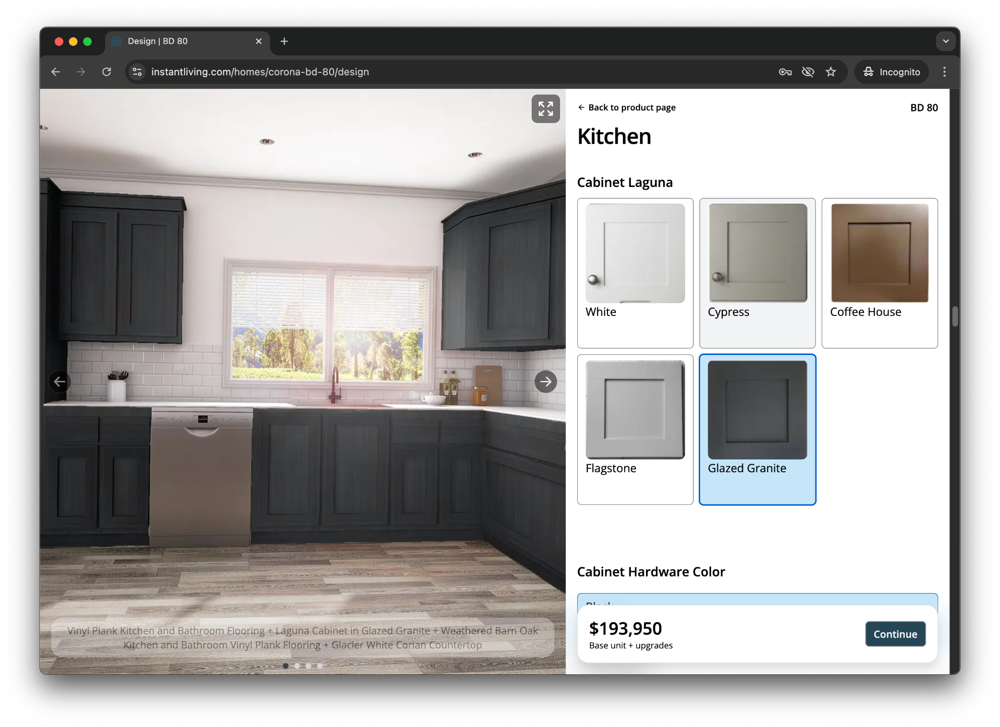 Design | BD 80
instantliving.com/homes/corona-bd-80/design
Incognito
Back to product page
BD 80
Kitchen
Cabinet Laguna
White
Cypress
Coffee House
Flagstone
Glazed Granite
Cabinet Hardware Color
Black
$193,950
Base unit + upgrades
Continue
Vinyl Plank Kitchen and Bathroom Flooring + Laguna Cabinet in Glazed Granite + Weathered Barn Oak
Kitchen and Bathroom Vinyl Plank Flooring + Glacier White Corian Countertop